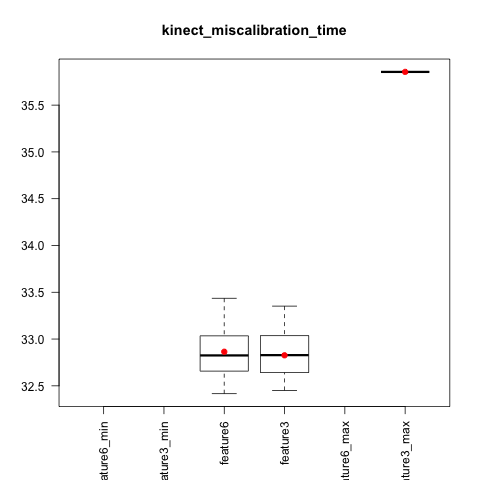 kinect_miscalibration_time
35.5
35.0
34.5
34.0
33.5
33.0
32.5
ature6_min
ature3_min
feature6
feature3
ture6_max
ture3_max